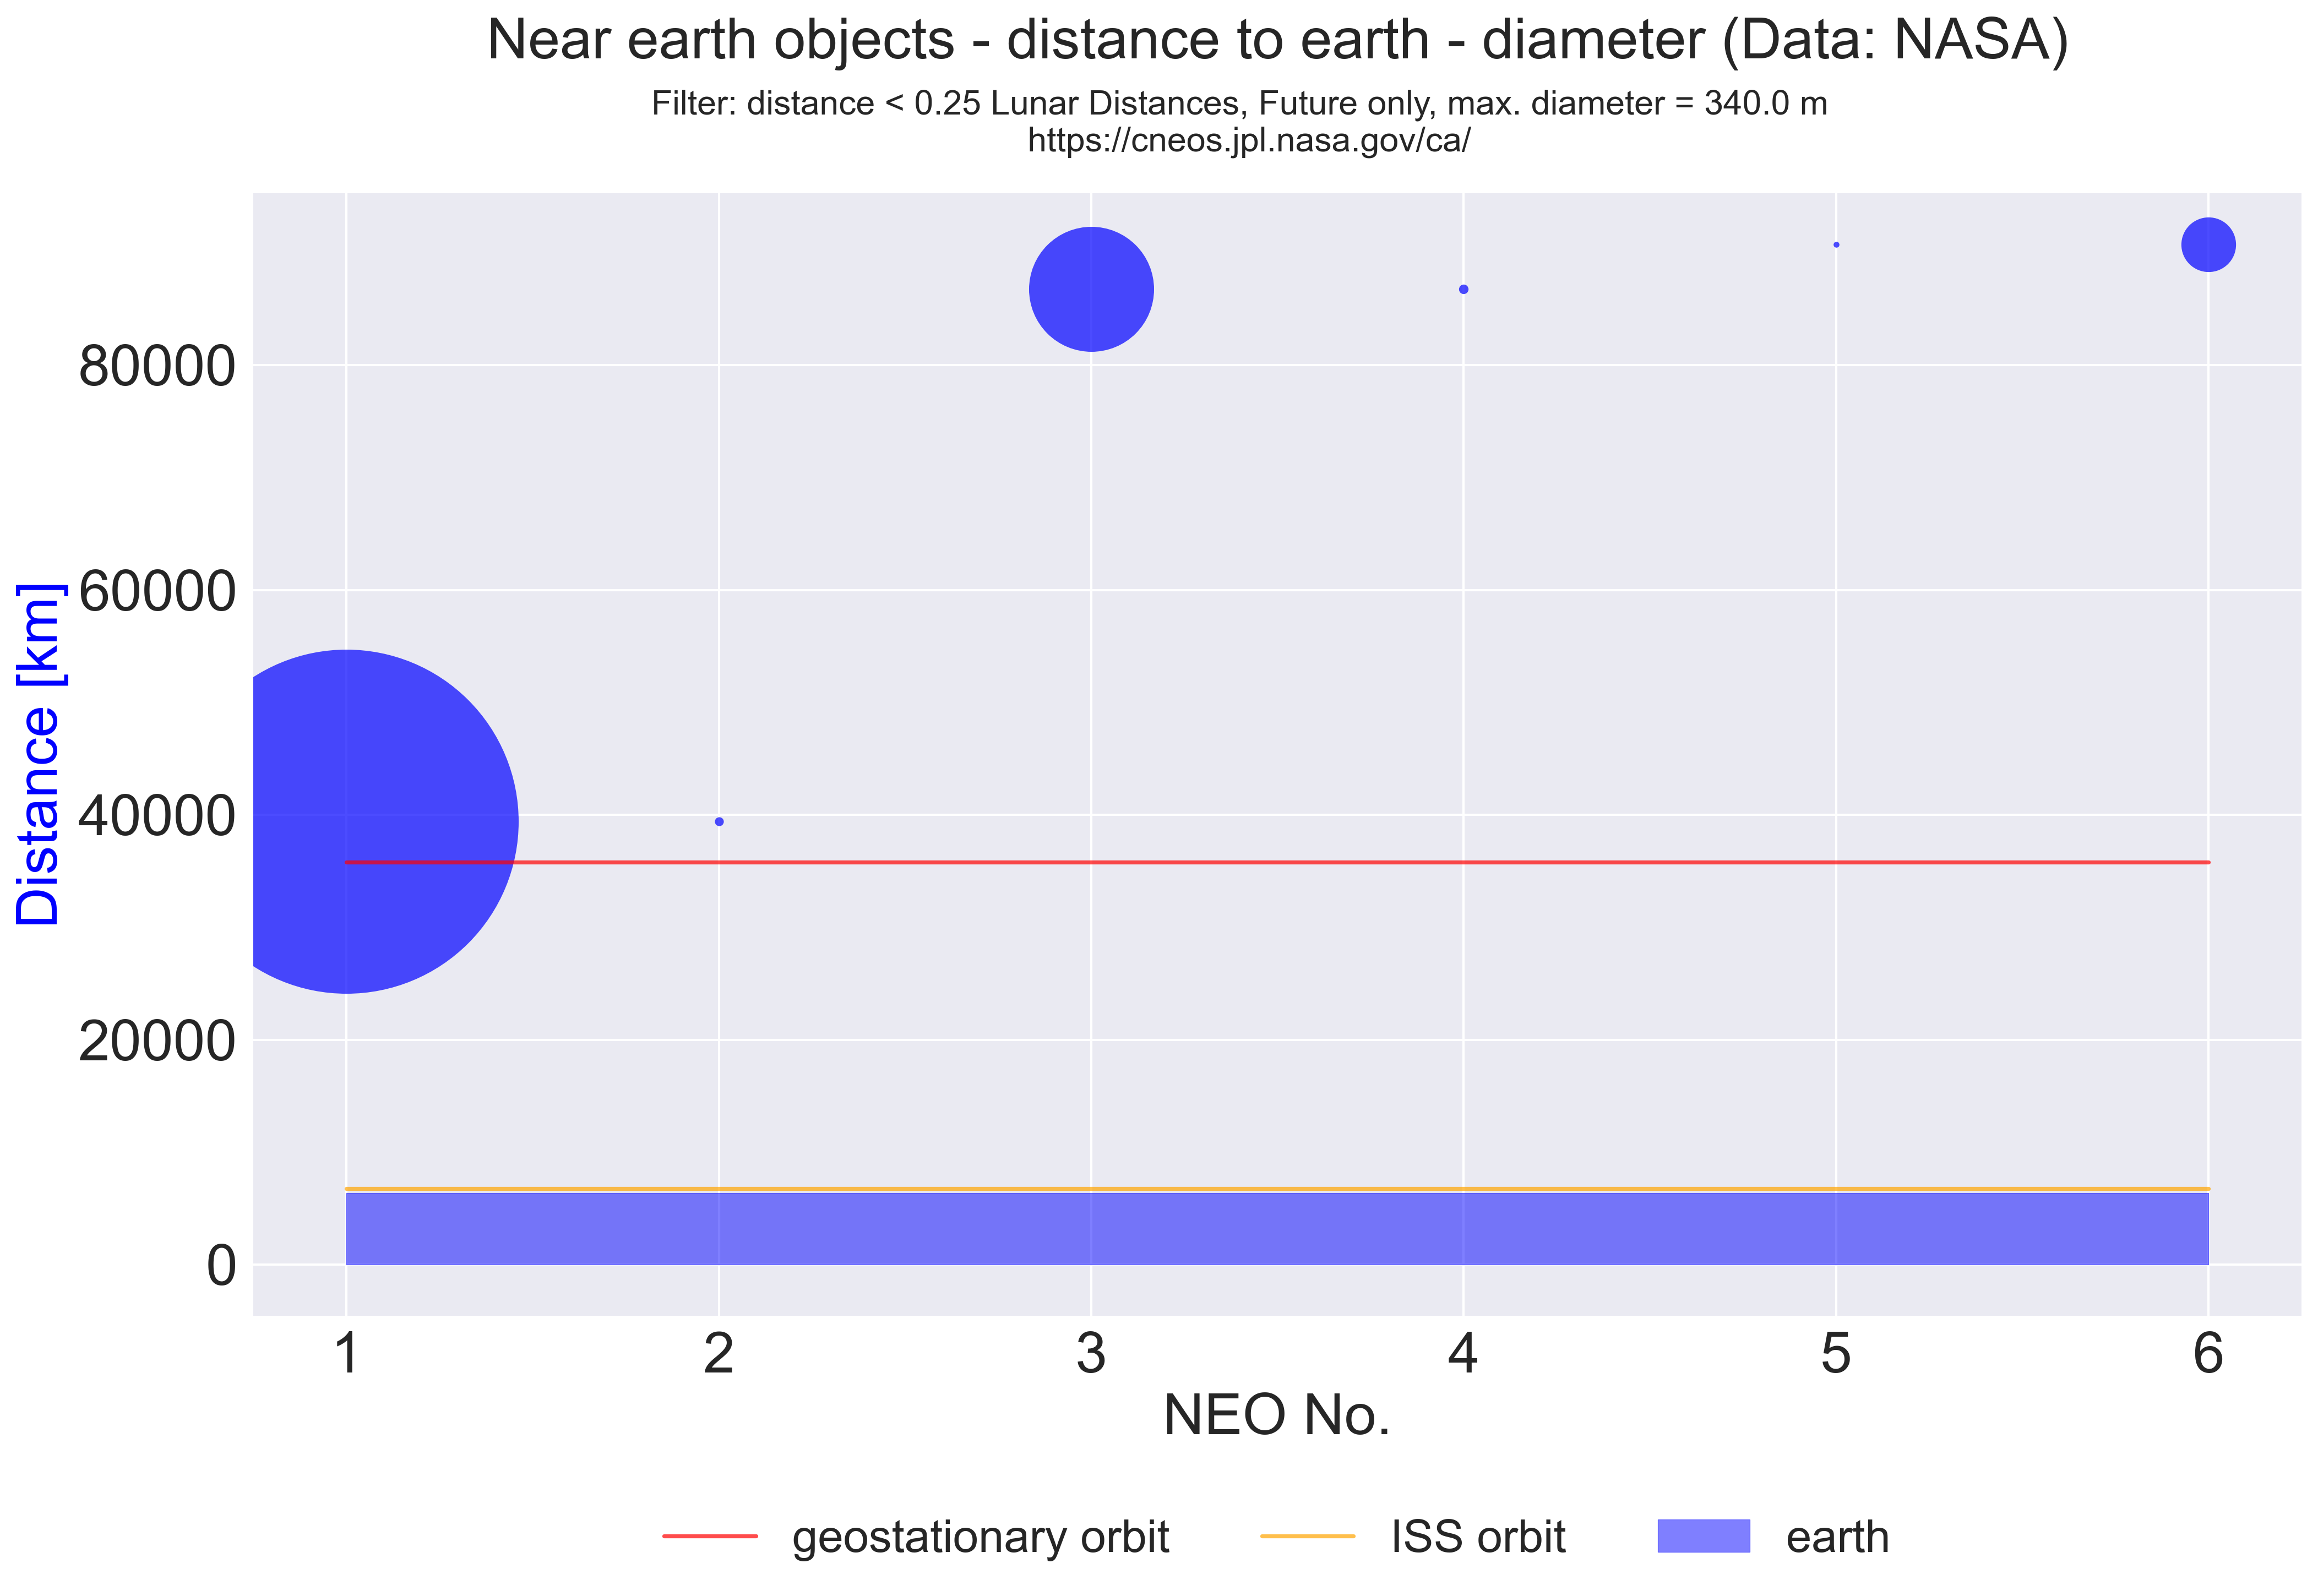 Near earth objects - distance to earth - diameter (Data: NASA)
Filter: distance < 0.25 Lunar Distances, Future only, max. diameter = 340.0 m
https://cneos.jpl.nasa.gov/ca/
Distance [km]
80000
60000
40000
20000
0
1 2 3 4 5 6
NEO No.
geostationary orbit ISS orbit earth